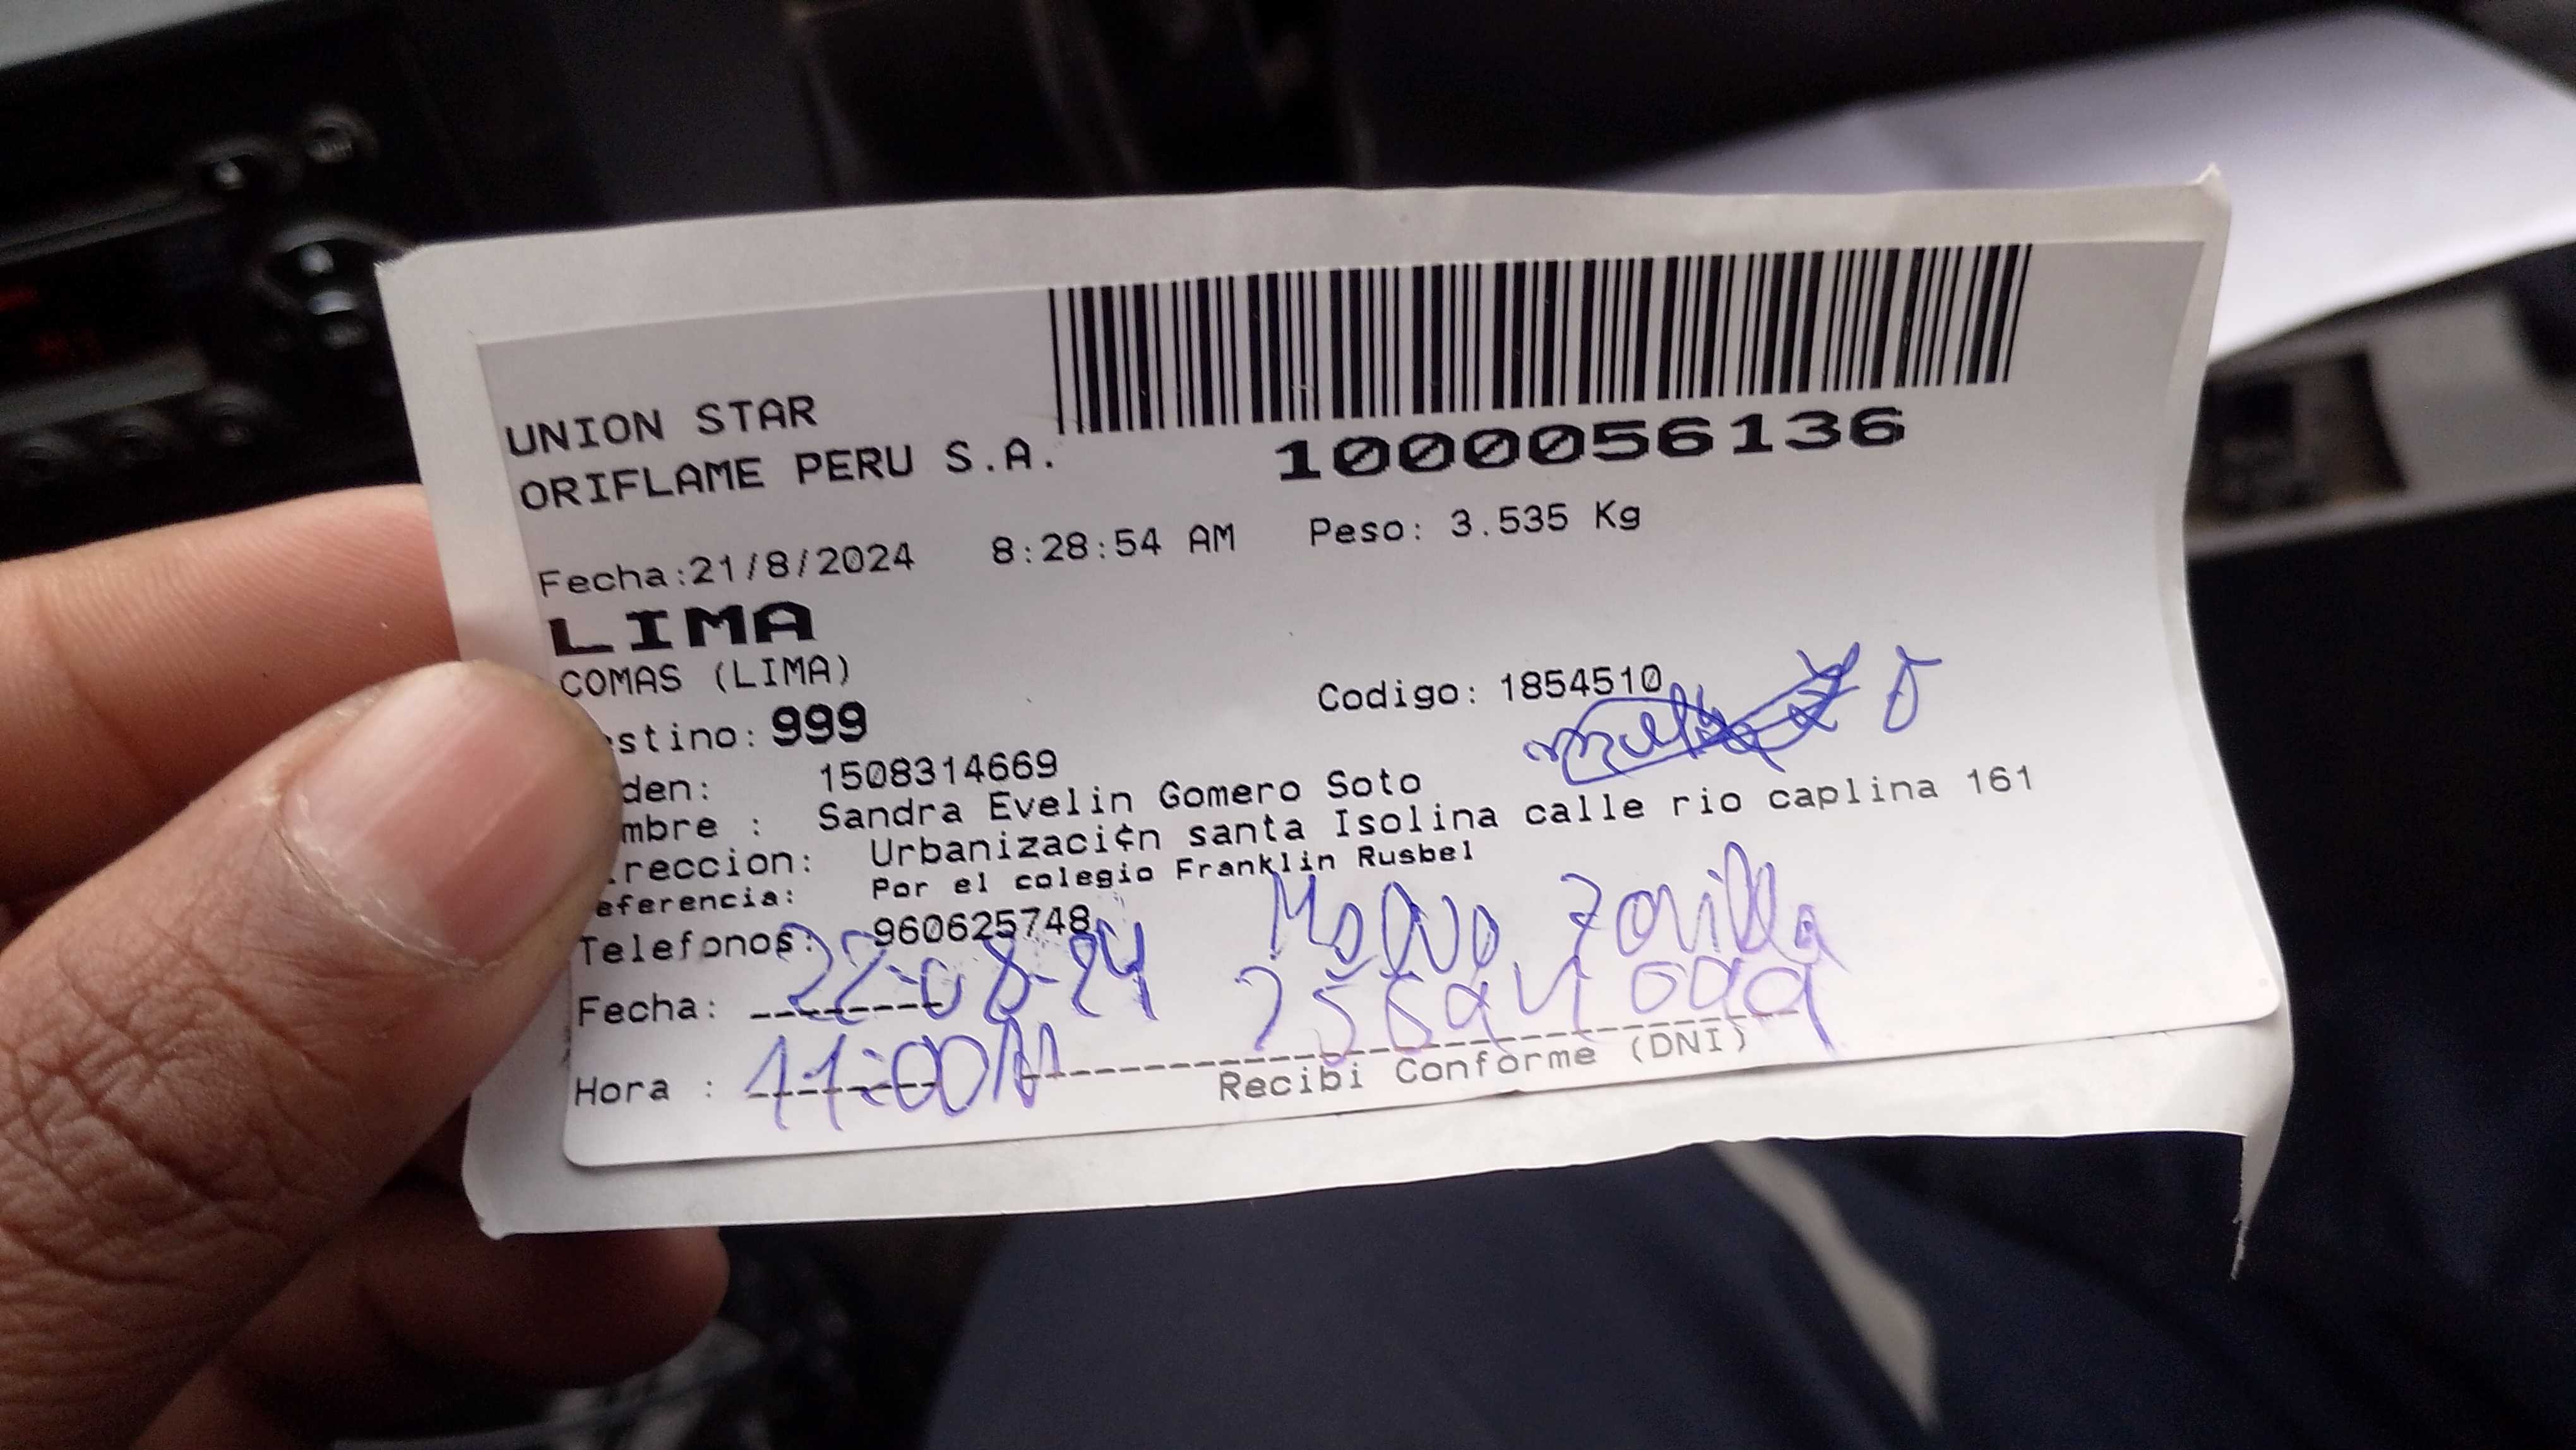 UNION STAR
ORIFLAME PERU S.A.
1000056136
Fecha:21/8/2024 8:28:54 AM Peso: 3.535 Kg
LIMA
COMAS (LIMA)
stino: 999 Codigo: 1854510
den: 1508314669
mbre : Sandra Evelin Gomero Soto
reccion: Urbanizaci¢n santa Isolina calle rio caplina 161
eferencia: Por el colegio Franklin Rusbel
Telefonos: 960625748
Fecha: 22-08-24
Hora : 11:00
Recibi Conforme (DNI)